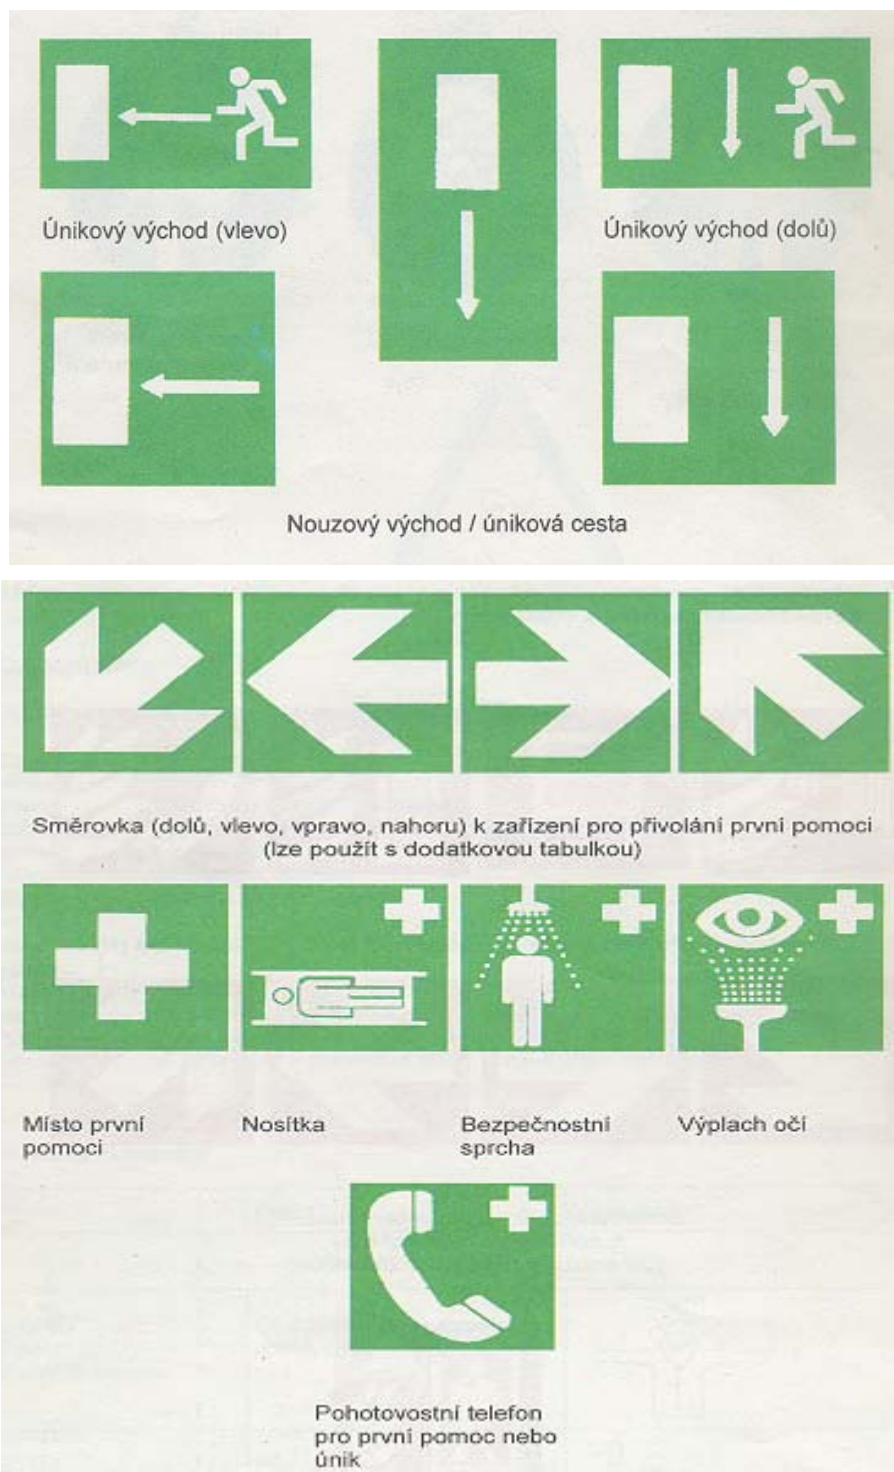 Únikový východ (vlevo)
Únikový východ (dolů)
Nouzový východ / úniková cesta
Směrovka (dolů, vlevo, vpravo, nahoru) k zařízení pro přivolání první pomoci
(lze použít s dodatkovou tabulkou)
Místo první
pomoci
Nosítka
Bezpečnostní
sprcha
Výplach očí
Pohotovostní telefon
pro první pomoc nebo
únik